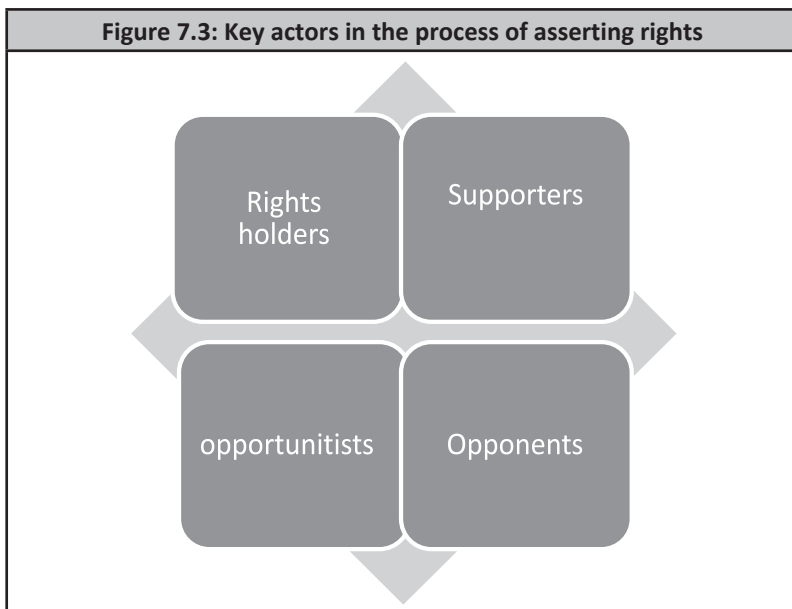 Figure 7.3: Key actors in the process of asserting rights
Rights
holders
Supporters
opportunitists
Opponents